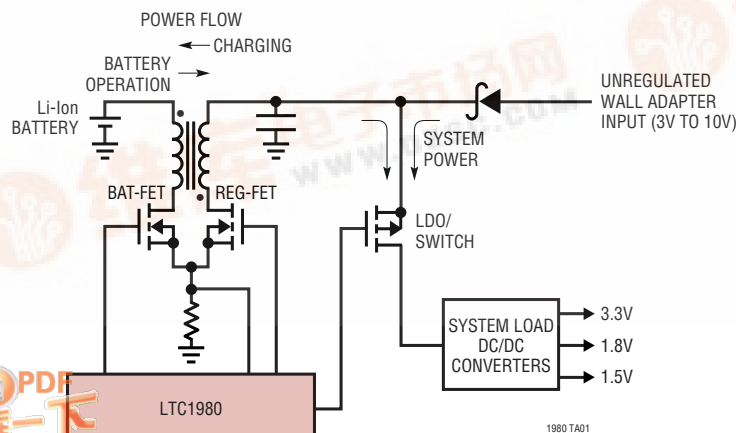 POWER FLOW
CHARGING
BATTERY
OPERATION
Li-Ion
BATTERY
UNREGULATED
WALL ADAPTER
INPUT (3V TO 10V)
SYSTEM
POWER
BAT-FET
REG-FET
LDO/
SWITCH
SYSTEM LOAD
DC/DC
CONVERTERS
3.3V
1.8V
1.5V
PDF
LTC1980
1980 TA01